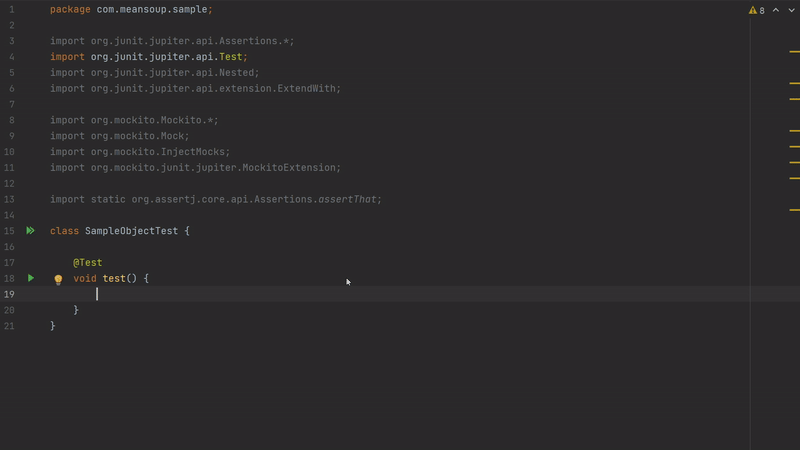 8
1 package com.meansoup.sample;
2
3 import org.junit.jupiter.api.Assertions.*;
4 import org.junit.jupiter.api.Test;
5 import org.junit.jupiter.api.Nested;
6 import org.junit.jupiter.api.extension.ExtendWith;
7
8 import org.mockito.Mockito.*;
9 import org.mockito.Mock;
10 import org.mockito.InjectMocks;
11 import org.mockito.junit.jupiter.MockitoExtension;
12
13 import static org.assertj.core.api.Assertions.assertThat;
14
15 class SampleObjectTest {
16
17 @Test
18 void test() {
19
20 }
21 }